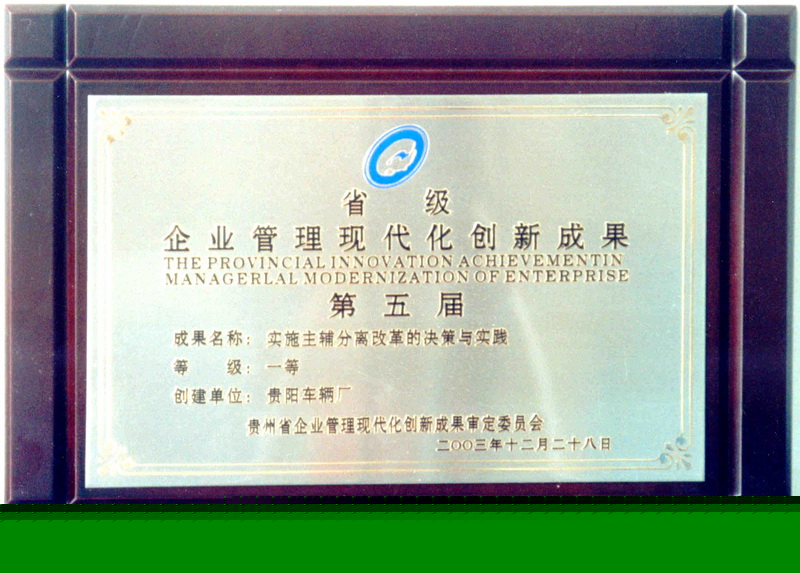 省 级
企业管理现代化创新成果
THE PROVINCIAL INNOVATION ACHIEVEMENTIN
MANAGERLAL MODERNIZATION OF ENTERPRISE
第五届
成果名称：实施主辅分离改革的决策与实践
等 级：一等
创建单位：贵阳车辆厂
贵州省企业管理现代化创新成果审定委员会
二〇〇三年十二月二十八日